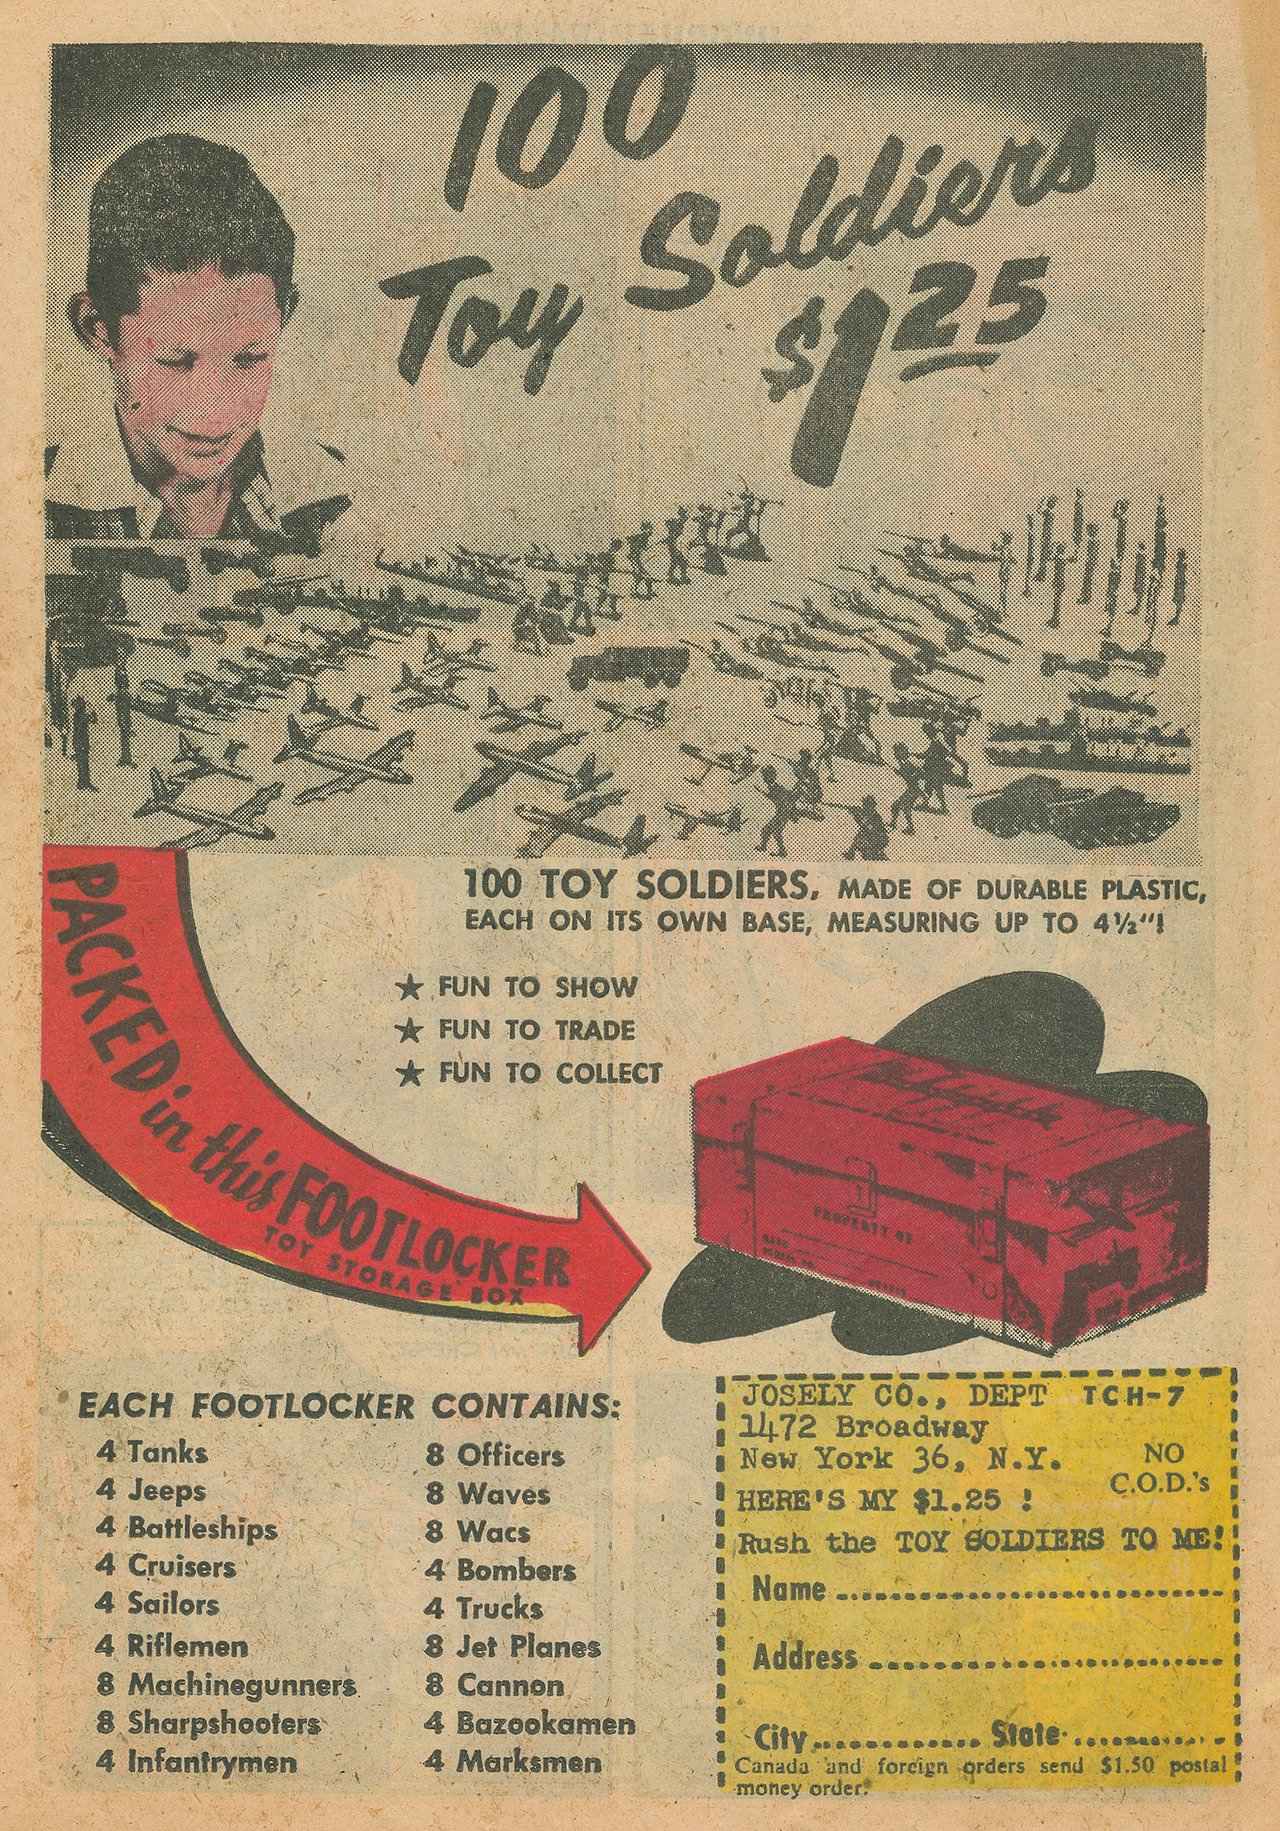 100
Toy Soldiers
$1 25
PACKED in this FOOTLOCKER
TOY STORAGE BOX
100 TOY SOLDIERS, MADE OF DURABLE PLASTIC,
EACH ON ITS OWN BASE, MEASURING UP TO 4½"!
★ FUN TO SHOW
★ FUN TO TRADE
★ FUN TO COLLECT
PROPERTY OF
EACH FOOTLOCKER CONTAINS:
4 Tanks
4 Jeeps
4 Battleships
4 Cruisers
4 Sailors
4 Riflemen
8 Machinegunners
8 Sharpshooters
4 Infantrymen
8 Officers
8 Waves
8 Wacs
4 Bombers
4 Trucks
8 Jet Planes
8 Cannon
4 Bazookamen
4 Marksmen
JOSELY CO., DEPT TCH-7
1472 Broadway
New York 36, N.Y.
NO
C.O.D.'s
HERE'S MY $1.25 !
Rush the TOY SOLDIERS TO ME!
Name
Address
City State
Canada and foreign orders send $1.50 postal
money order.